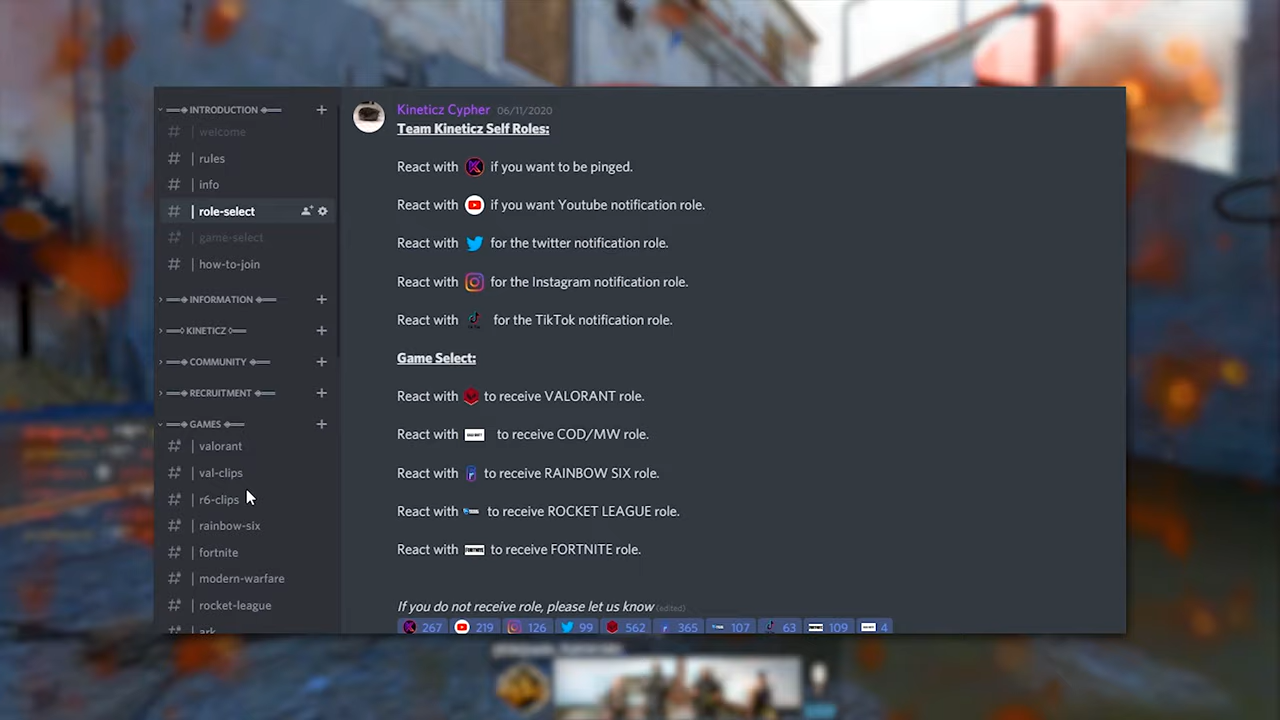 INTRODUCTION
welcome
rules
info
role-select
game-select
how-to-join
INFORMATION
KINETICZ
COMMUNITY
RECRUITMENT
GAMES
valorant
val-clips
r6-clips
rainbow-six
fortnite
modern-warfare
rocket-league
ark
Kineticz Cypher 06/11/2020
Team Kineticz Self Roles:
React with if you want to be pinged.
React with if you want Youtube notification role.
React with for the twitter notification role.
React with for the Instagram notification role.
React with for the TikTok notification role.
Game Select:
React with to receive VALORANT role.
React with to receive COD/MW role.
React with to receive RAINBOW SIX role.
React with to receive ROCKET LEAGUE role.
React with to receive FORTNITE role.
If you do not receive role, please let us know (edited)
267 219 126 99 562 365 107 63 109 4